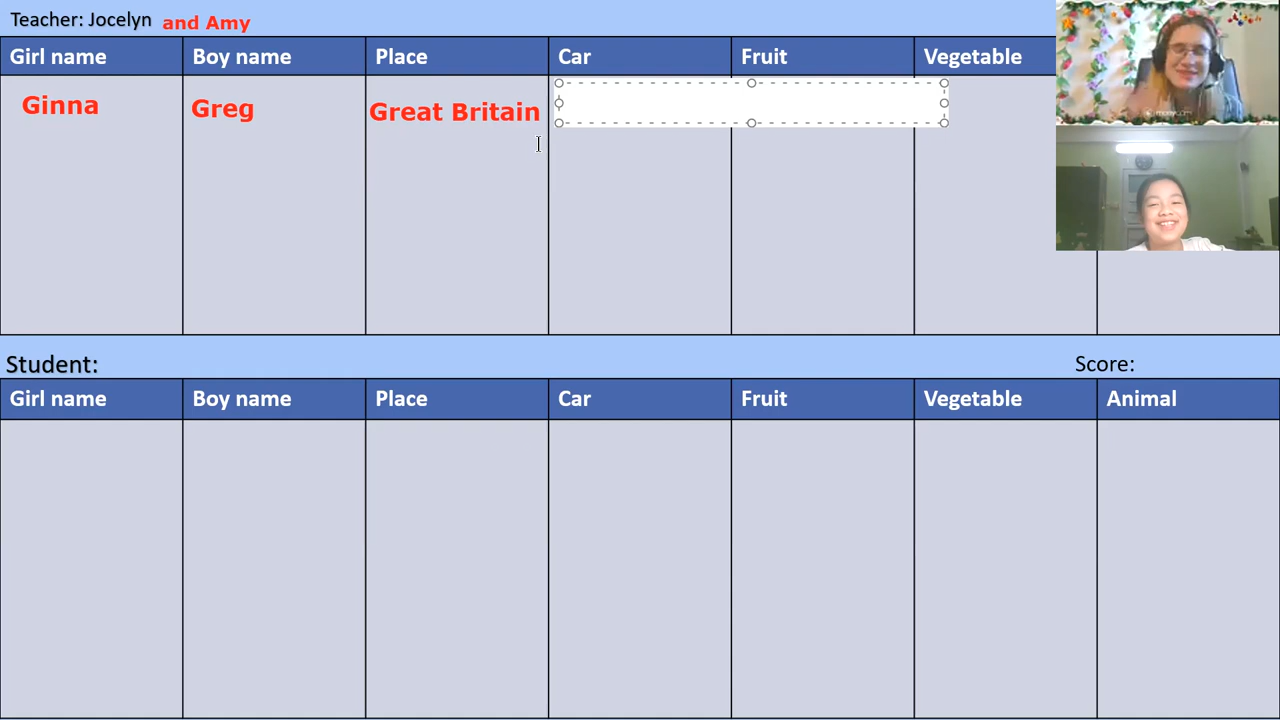 Teacher: Jocelyn and Amy
Girl name Boy name Place Car Fruit Vegetable
Ginna Greg Great Britain
Student: Score:
Girl name Boy name Place Car Fruit Vegetable Animal